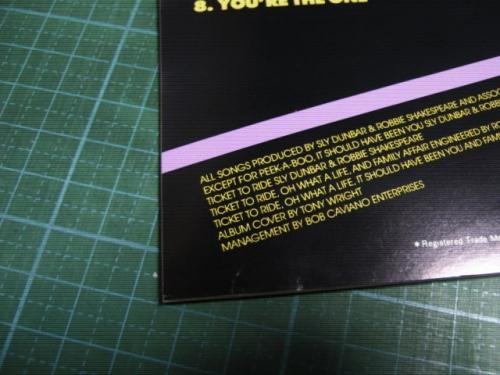 8. YOU'RE THE ONE
ALL SONGS PRODUCED BY SLY DUNBAR & ROBBIE SHAKESPEARE AND ASSOC
EXCEPT FOR PEEK-A-BOO, IT SHOULD HAVE BEEN YOU SLY DUNBAR & ROB
TICKET TO RIDE SLY DUNBAR & ROBBIE SHAKESPEARE
TICKET TO RIDE. OH WHAT A LIFE, AND FAMILY AFFAIR ENGINEERED BY
TICKET TO RIDE. OH WHAT A LIFE. IT SHOULD HAVE BEEN YOU AND FAM
ALBUM COVER BY TONY WRIGHT
MANAGEMENT BY BOB CAVIANO ENTERPRISES
* Registered Trade